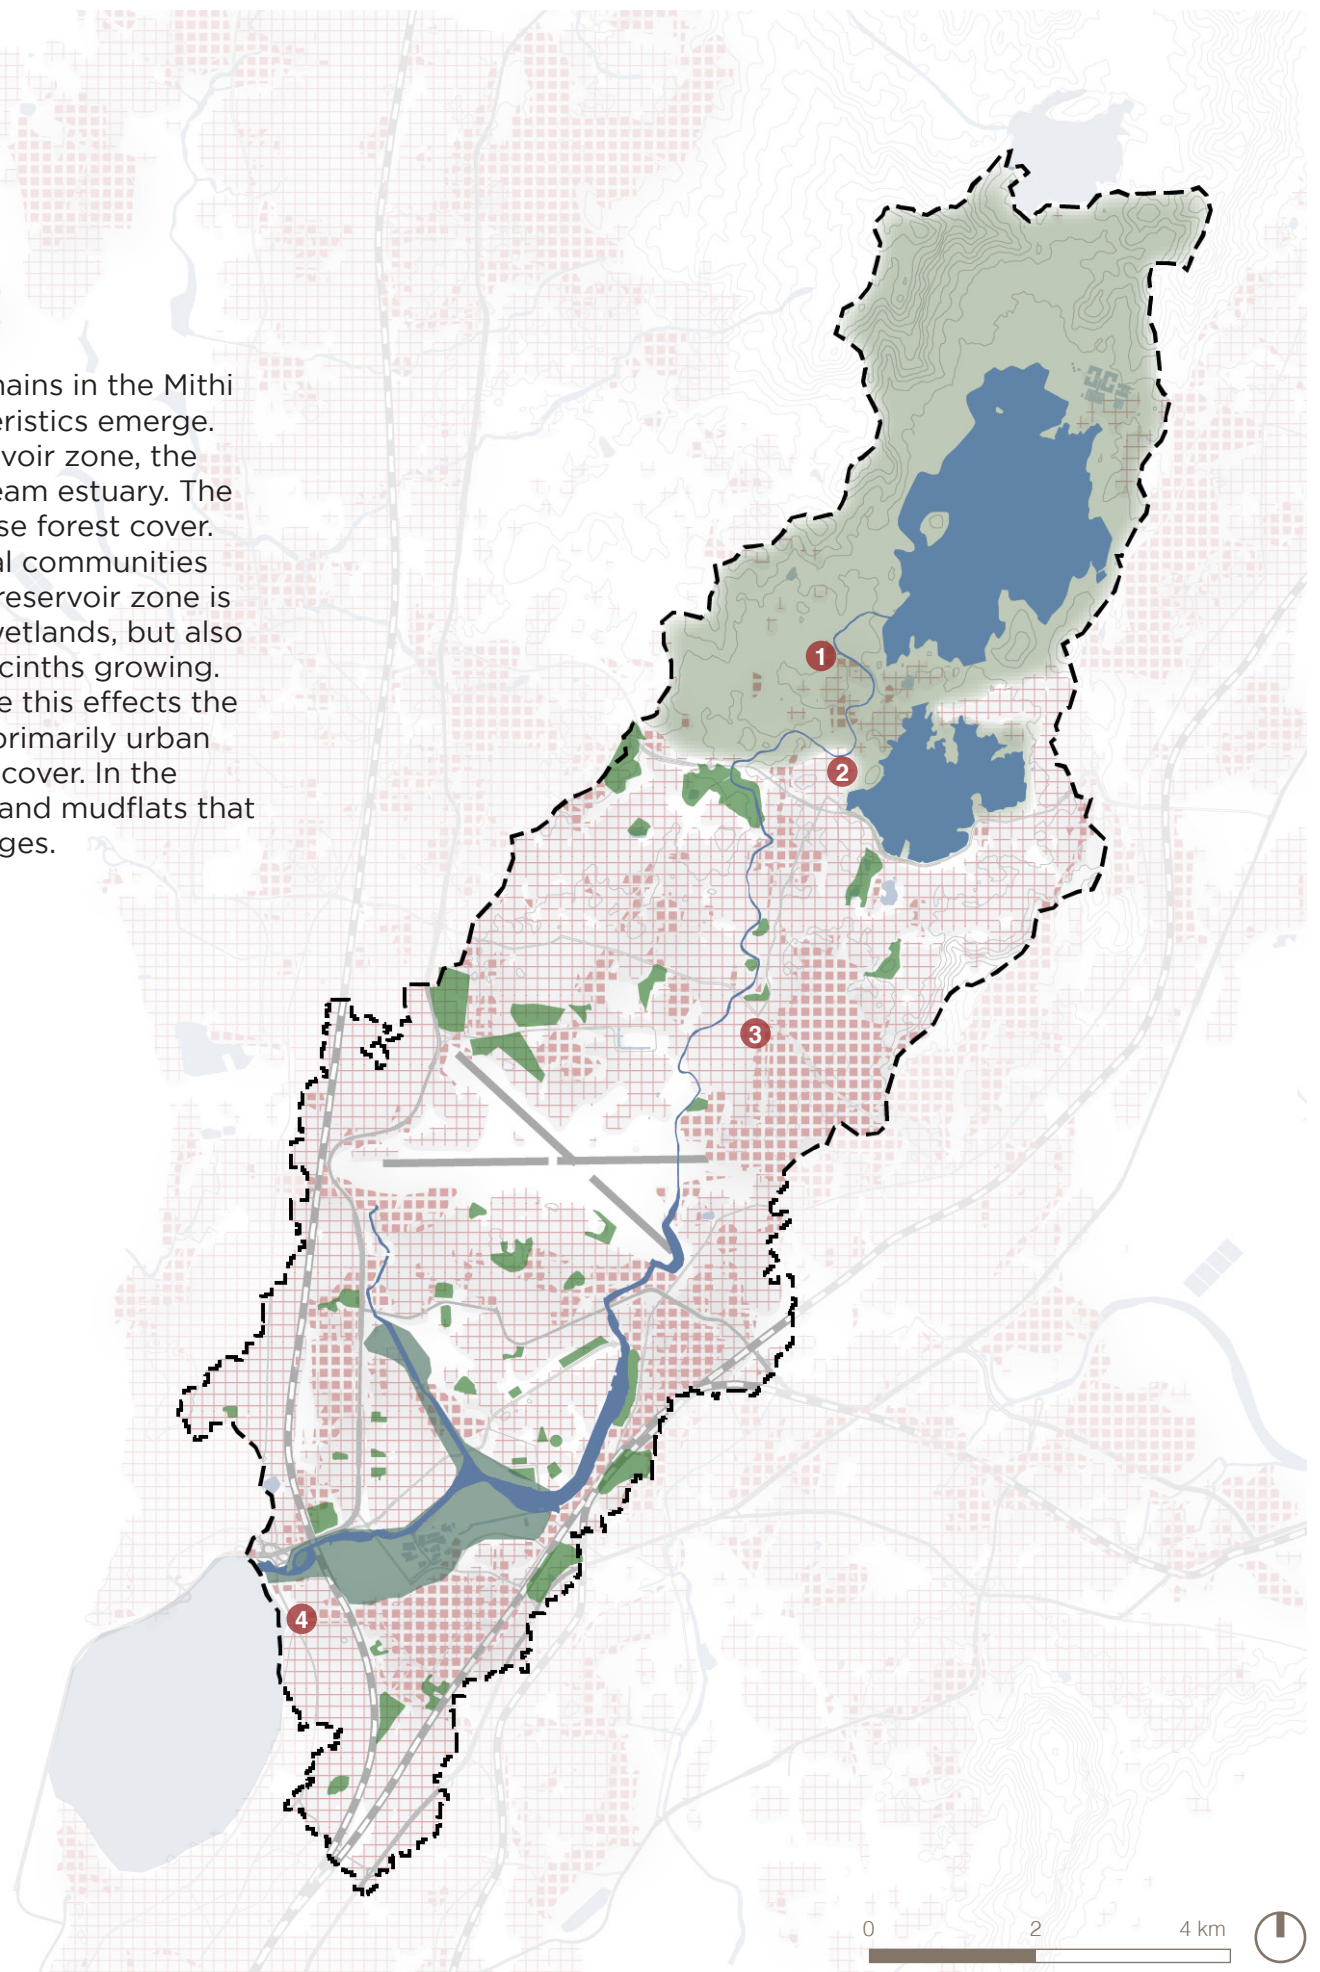 hains in the Mithi
eristics emerge.
voir zone, the
eam estuary. The
se forest cover.
al communities
reservoir zone is
vetlands, but also
cinths growing.
e this effects the
primarily urban
cover. In the
and mudflats that
ges.
1
2
3
4
0 2 4 km